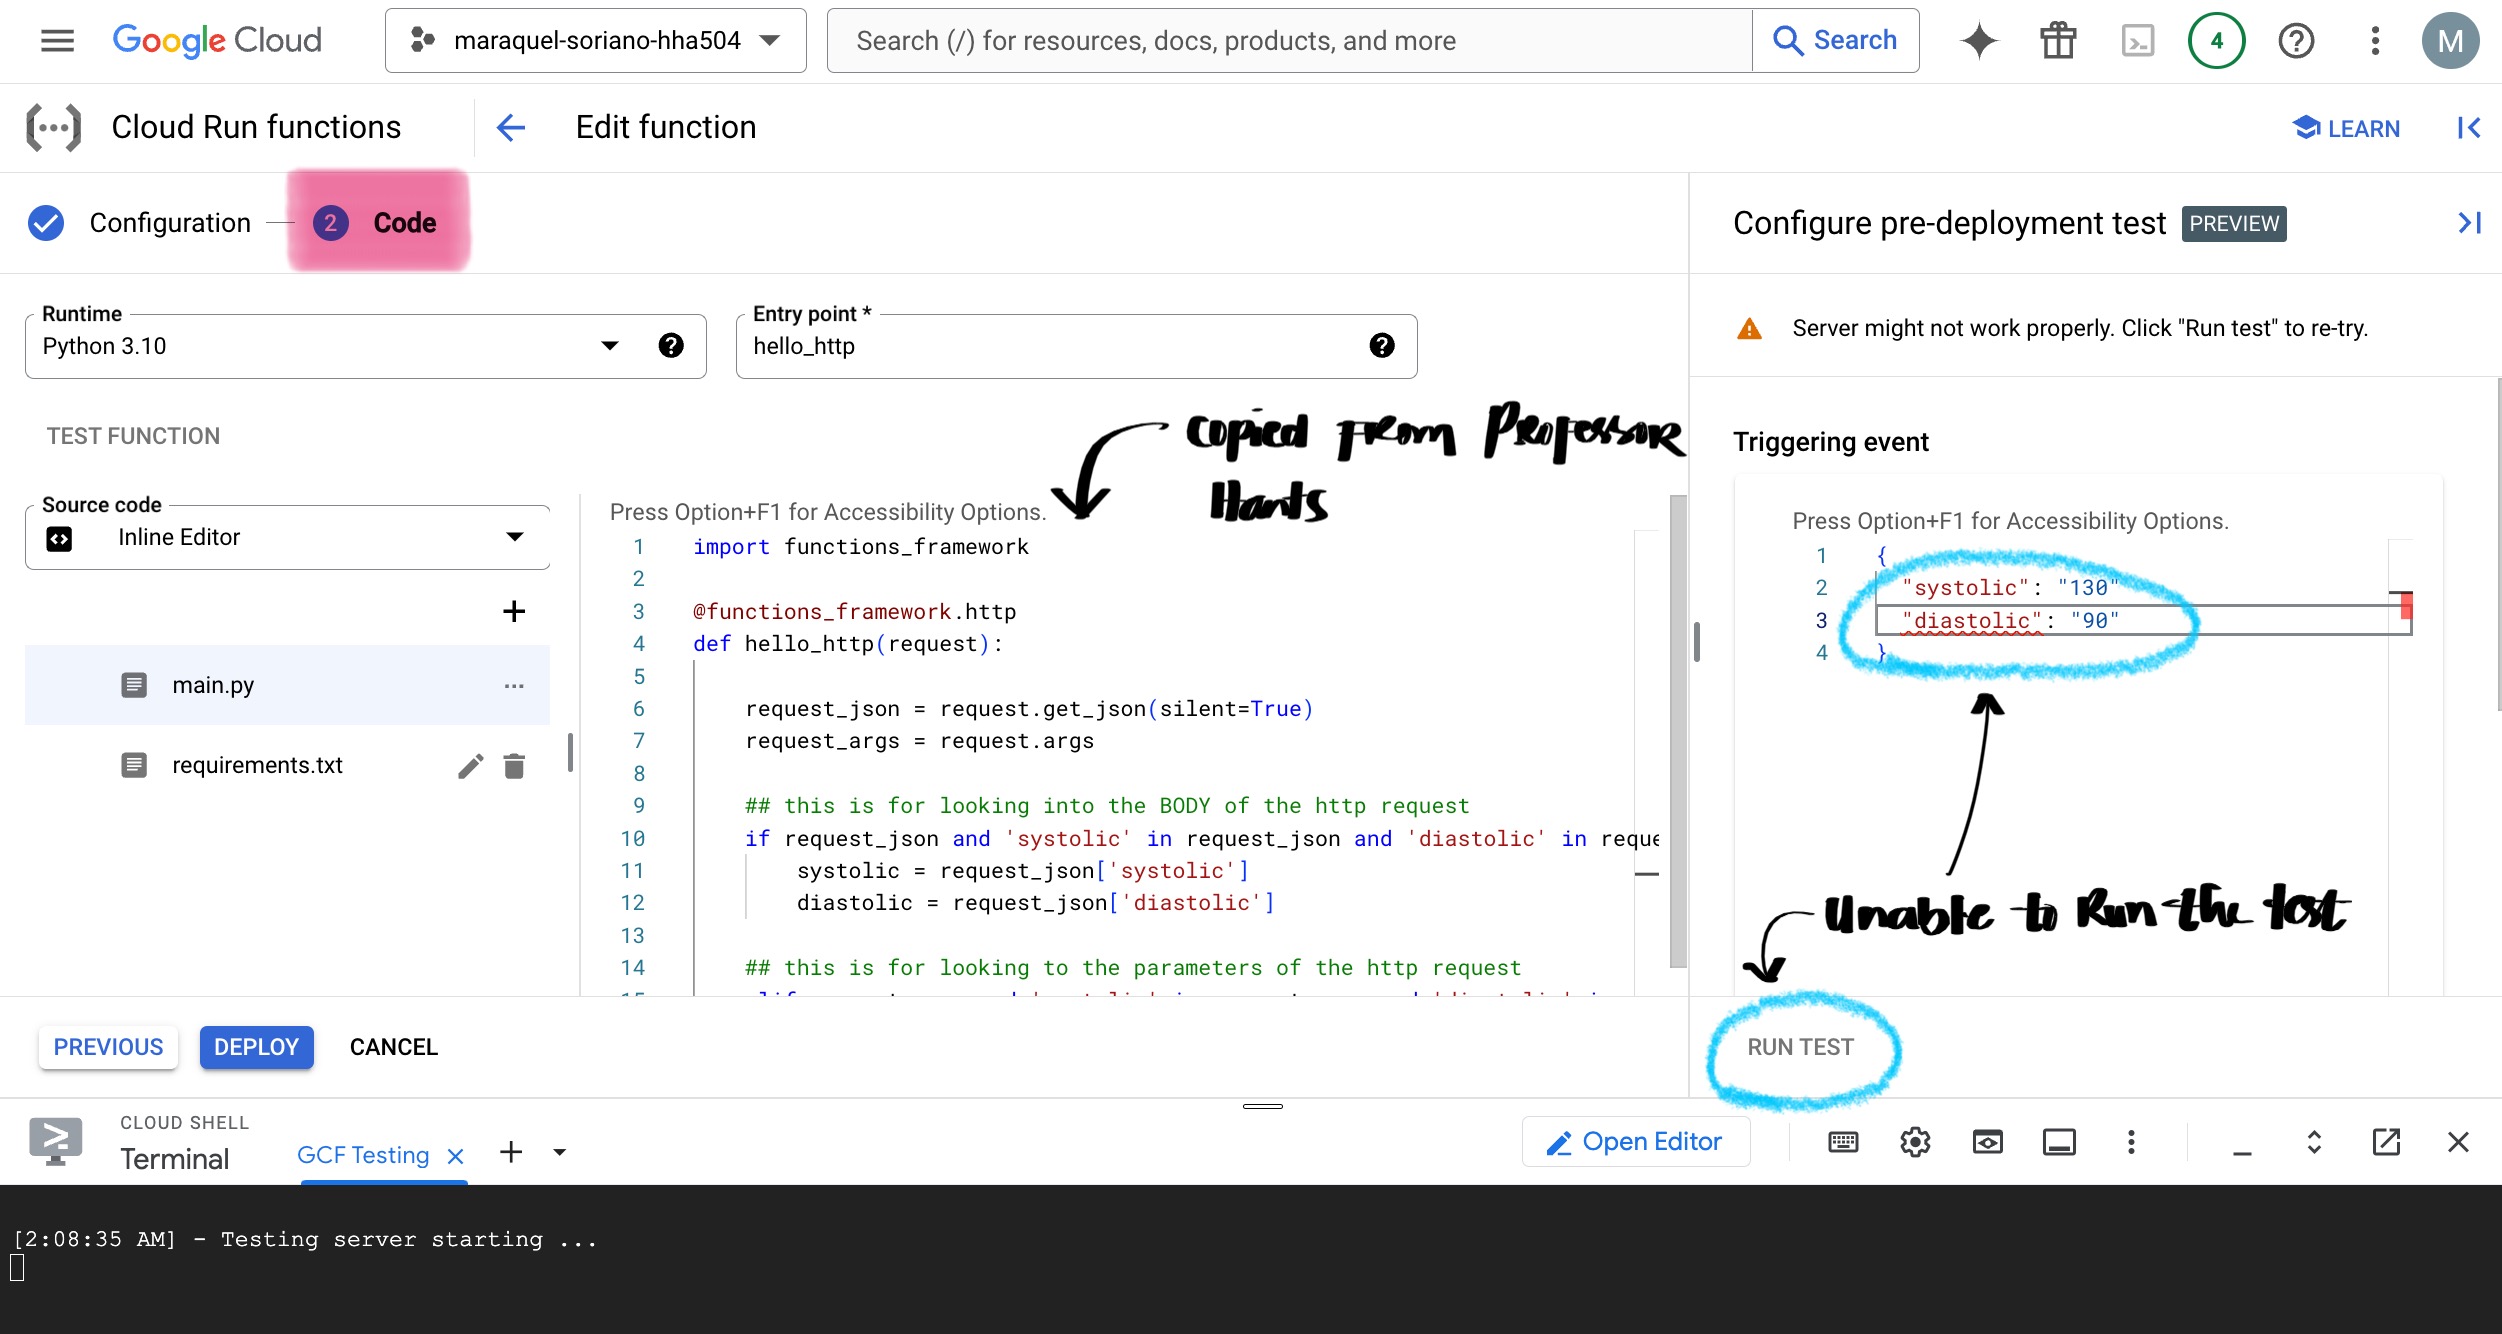 Google Cloud
maraquel-soriano-hha504
Search (/) for resources, docs, products, and more
Search
4
M
Cloud Run functions
Edit function
LEARN
Configuration
2 Code
Configure pre-deployment test PREVIEW
Runtime
Python 3.10
Entry point *
hello_http
Server might not work properly. Click "Run test" to re-try.
TEST FUNCTION
Copied from Professor
Hants
Triggering event
Source code
Inline Editor
main.py
requirements.txt
Press Option+F1 for Accessibility Options.
1 import functions_framework
2
3 @functions_framework.http
4 def hello_http(request):
5
6 request_json = request.get_json(silent=True)
7 request_args = request.args
8
9 ## this is for looking into the BODY of the http request
10 if request_json and 'systolic' in request_json and 'diastolic' in reque
11 systolic = request_json['systolic']
12 diastolic = request_json['diastolic']
13
14 ## this is for looking to the parameters of the http request
Press Option+F1 for Accessibility Options.
1 {
2 "systolic": "130"
3 "diastolic": "90"
4 }
Unable to Run the test
PREVIOUS
DEPLOY
CANCEL
RUN TEST
CLOUD SHELL
Terminal
GCF Testing
Open Editor
[2:08:35 AM] - Testing server starting ...